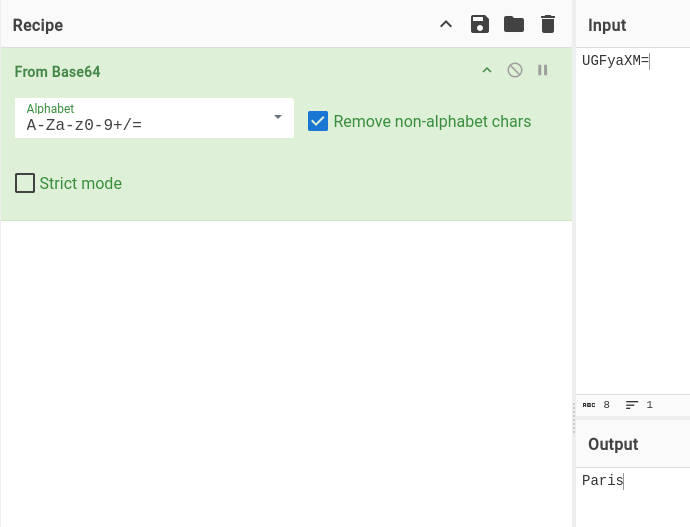 Recipe
From Base64
Alphabet
A-Za-z0-9+/=
Remove non-alphabet chars
Strict mode
Input
UGFyaXM=
ABC 8 1
Output
Paris